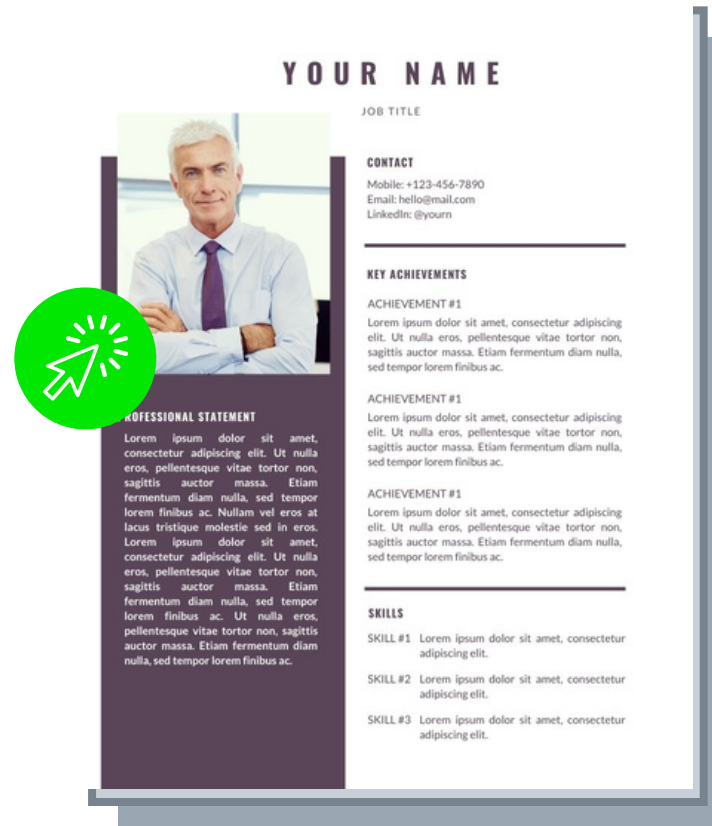 YOUR NAME
JOB TITLE
CONTACT
Mobile: +123-456-7890
Email: hello@mail.com
LinkedIn: @yourn
KEY ACHIEVEMENTS
ACHIEVEMENT #1
Lorem ipsum dolor sit amet, consectetur adipiscing
elit. Ut nulla eros, pellentesque vitae tortor non,
sagittis auctor massa. Etiam fermentum diam nulla,
sed tempor lorem finibus ac.
ACHIEVEMENT #1
Lorem ipsum dolor sit amet, consectetur adipiscing
elit. Ut nulla eros, pellentesque vitae tortor non,
sagittis auctor massa. Etiam fermentum diam nulla,
sed tempor lorem finibus ac.
ACHIEVEMENT #1
Lorem ipsum dolor sit amet, consectetur adipiscing
elit. Ut nulla eros, pellentesque vitae tortor non,
sagittis auctor massa. Etiam fermentum diam nulla,
sed tempor lorem finibus ac.
SKILLS
SKILL #1 Lorem ipsum dolor sit amet, consectetur
adipiscing elit.
SKILL #2 Lorem ipsum dolor sit amet, consectetur
adipiscing elit.
SKILL #3 Lorem ipsum dolor sit amet, consectetur
adipiscing elit.
ROFESSIONAL STATEMENT
Lorem ipsum dolor sit amet,
consectetur adipiscing elit. Ut nulla
eros, pellentesque vitae tortor non,
sagittis auctor massa. Etiam
fermentum diam nulla, sed tempor
lorem finibus ac. Nullam vel eros at
lacus tristique molestie sed in eros.
Lorem ipsum dolor sit amet,
consectetur adipiscing elit. Ut nulla
eros, pellentesque vitae tortor non,
sagittis auctor massa. Etiam
fermentum diam nulla, sed tempor
lorem finibus ac. Ut nulla eros,
pellentesque vitae tortor non, sagittis
auctor massa. Etiam fermentum diam
nulla, sed tempor lorem finibus ac.